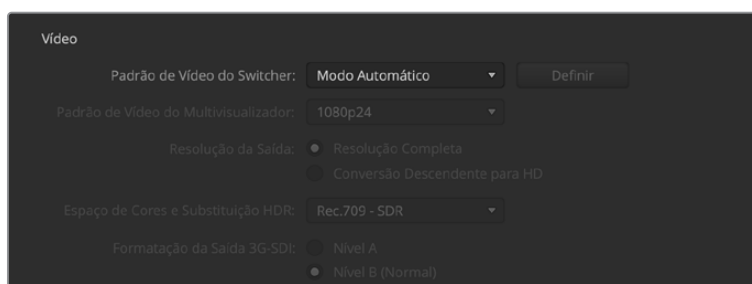 Vídeo
Padrão de Vídeo do Switcher: Modo Automático Definir
Padrão de Vídeo do Multivisualizador: 1080p24
Resolução da Saída: Resolução Completa
Conversão Descendente para HD
Espaço de Cores e Substituição HDR: Rec.709 - SDR
Formatação da Saída 3G-SDI: Nível A
Nível B (Normal)